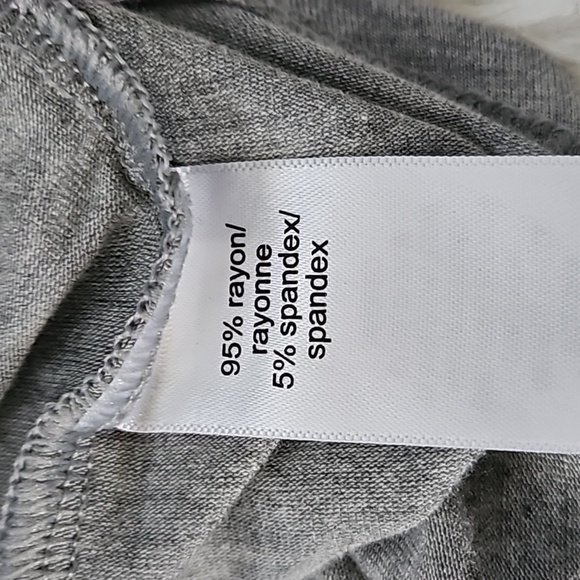 95% rayon/
rayonne
5% spandex/
spandex